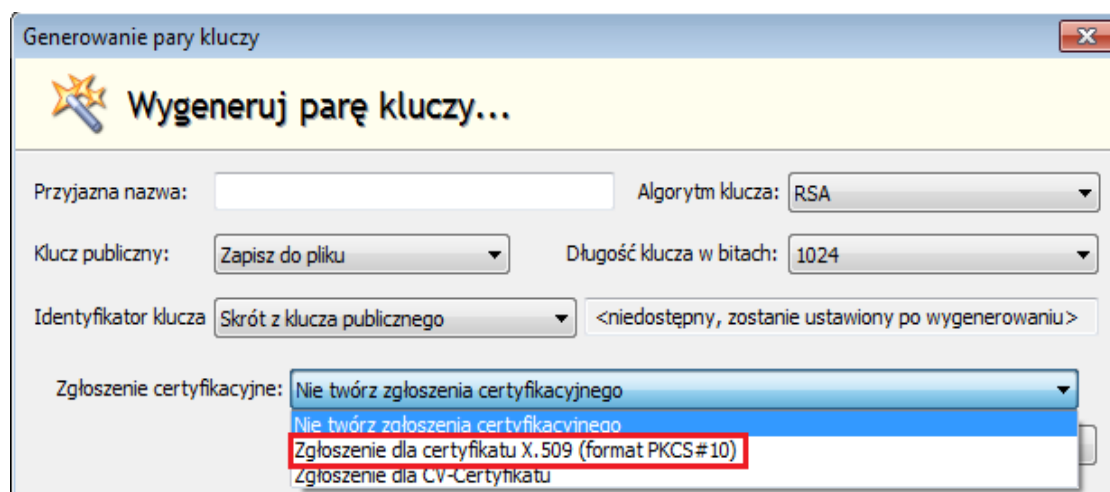 Generowanie pary kluczy
Wygeneruj parę kluczy...
Przyjazna nazwa:
Algorytm klucza: RSA
Klucz publiczny: Zapisz do pliku
Długość klucza w bitach: 1024
Identyfikator klucza Skrót z klucza publicznego
<niedostępny, zostanie ustawiony po wygenerowaniu>
Zgłoszenie certyfikacyjne: Nie twórz zgłoszenia certyfikacyjnego
Nie twórz zgłoszenia certyfikacyjnego
Zgłoszenie dla certyfikatu X.509 (format PKCS#10)
Zgłoszenie dla CV-Certyfikatu